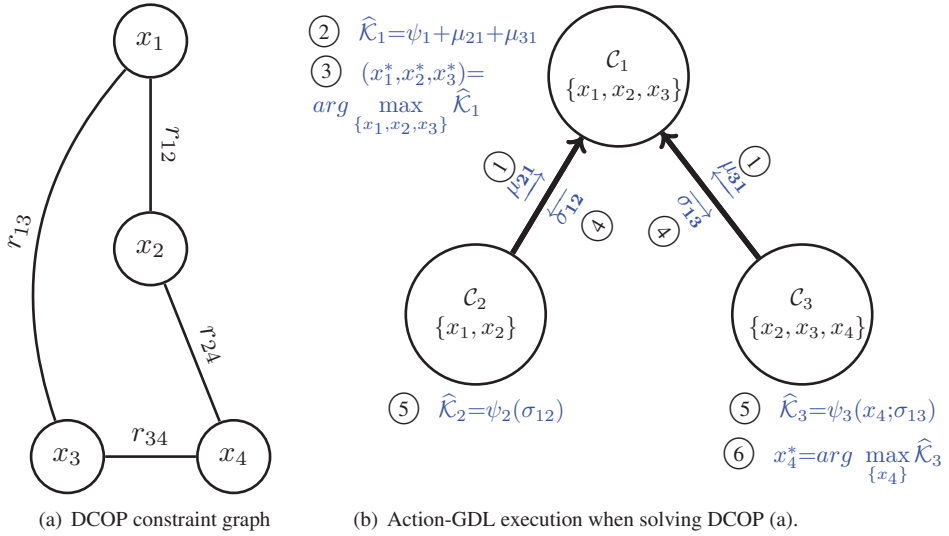 x₁
r₁₂
r₁₃
x₂
r₂₄
x₃
r₃₄
x₄
(a) DCOP constraint graph
② 𝒦̂₁=ψ₁+μ₂₁+μ₃₁
③ (x₁*,x₂*,x₃*)=
arg max 𝒦̂₁
{x₁,x₂,x₃}
𝒞₁
{x₁, x₂, x₃}
① μ₂₁
σ₁₂ ④
① μ₃₁
σ₁₃ ④
𝒞₂
{x₁, x₂}
𝒞₃
{x₂, x₃, x₄}
⑤ 𝒦̂₂=ψ₂(σ₁₂)
⑤ 𝒦̂₃=ψ₃(x₄;σ₁₃)
⑥ x₄*=arg max 𝒦̂₃
{x₄}
(b) Action-GDL execution when solving DCOP (a).